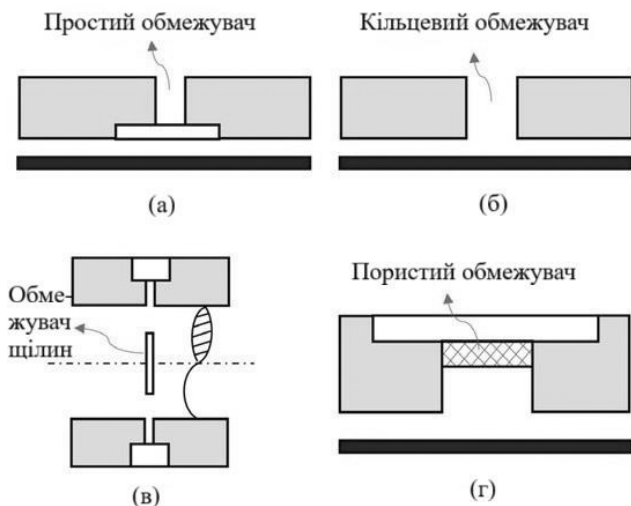 Простий обмежувач
Кільцевий обмежувач
(а)
(б)
Обме-
жувач
щілин
Пористий обмежувач
(в)
(г)